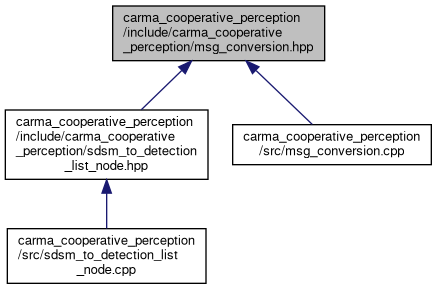 carma_cooperative_perception
/include/carma_cooperative
_perception/msg_conversion.hpp
carma_cooperative_perception
/include/carma_cooperative
_perception/sdsm_to_detection
_list_node.hpp
carma_cooperative_perception
/src/msg_conversion.cpp
carma_cooperative_perception
/src/sdsm_to_detection_list
_node.cpp